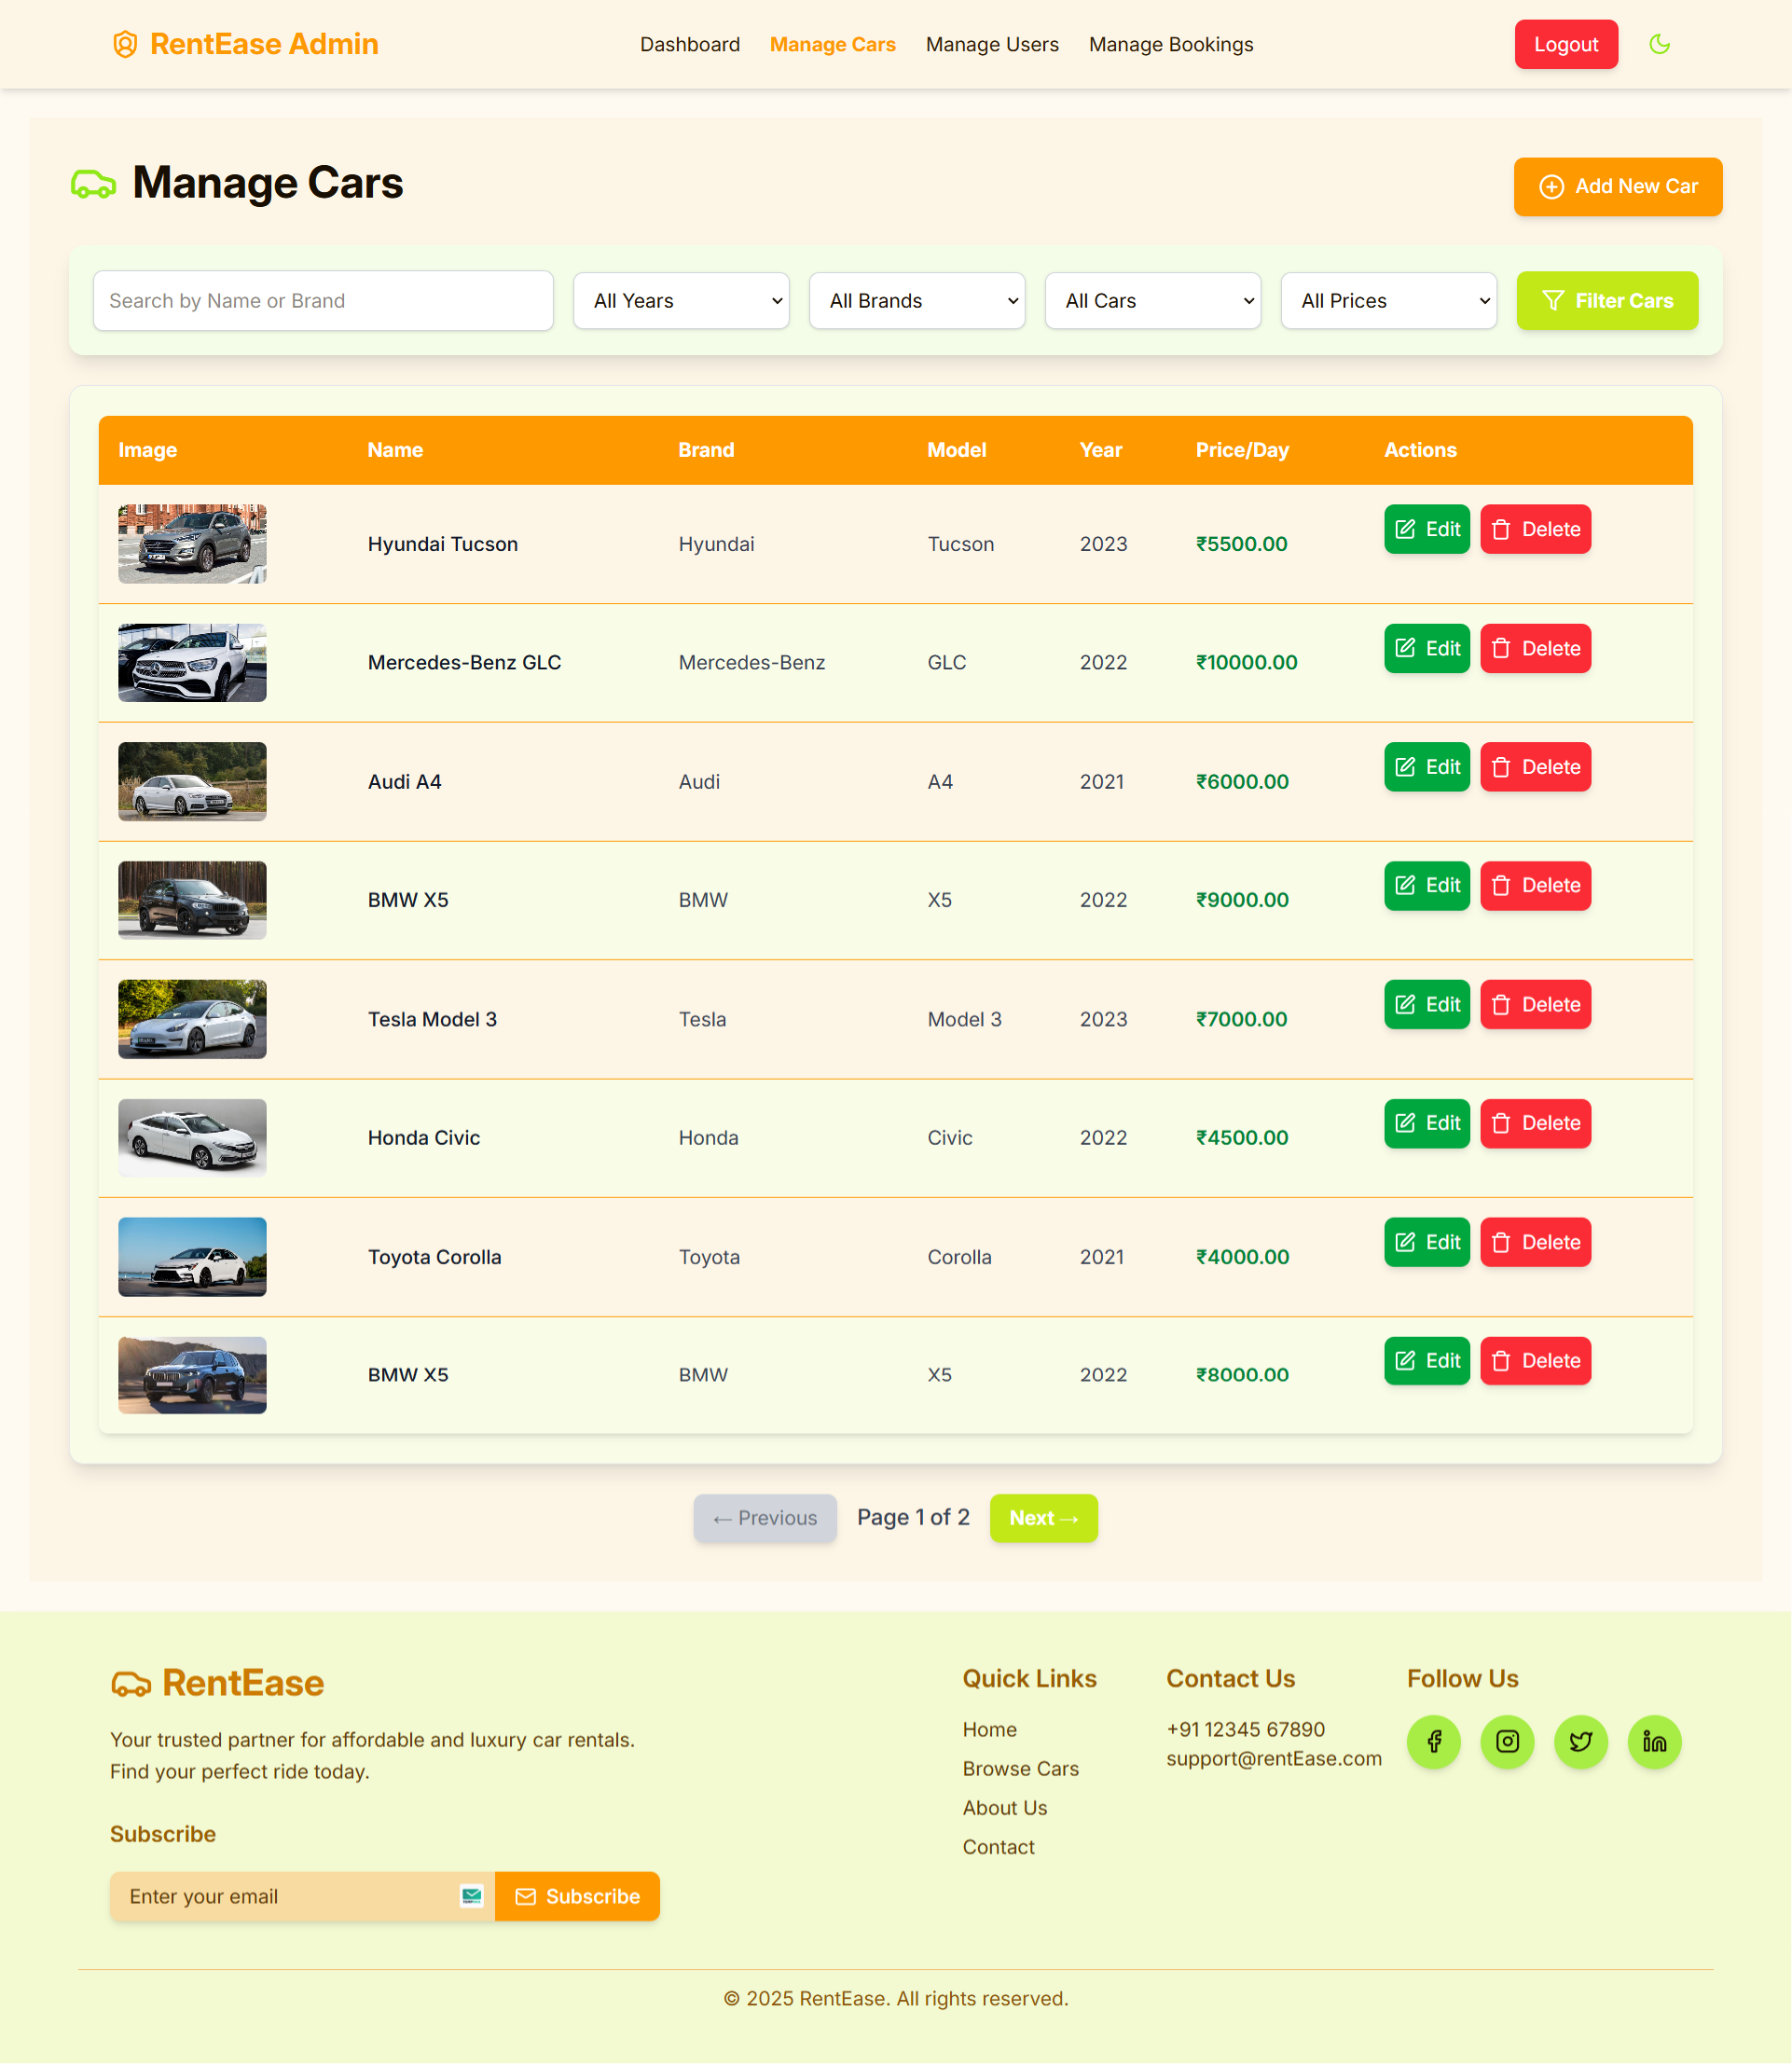 RentEase Admin
Dashboard
Manage Cars
Manage Users
Manage Bookings
Logout
Manage Cars
Add New Car
Search by Name or Brand
All Years
All Brands
All Cars
All Prices
Filter Cars
Image Name Brand Model Year Price/Day Actions
Hyundai Tucson Hyundai Tucson 2023 ₹5500.00 Edit Delete
Mercedes-Benz GLC Mercedes-Benz GLC 2022 ₹10000.00 Edit Delete
Audi A4 Audi A4 2021 ₹6000.00 Edit Delete
BMW X5 BMW X5 2022 ₹9000.00 Edit Delete
Tesla Model 3 Tesla Model 3 2023 ₹7000.00 Edit Delete
Honda Civic Honda Civic 2022 ₹4500.00 Edit Delete
Toyota Corolla Toyota Corolla 2021 ₹4000.00 Edit Delete
BMW X5 BMW X5 2022 ₹8000.00 Edit Delete
← Previous
Page 1 of 2
Next →
RentEase
Your trusted partner for affordable and luxury car rentals.
Find your perfect ride today.
Subscribe
Enter your email
Subscribe
Quick Links
Home
Browse Cars
About Us
Contact
Contact Us
+91 12345 67890
support@rentEase.com
Follow Us
© 2025 RentEase. All rights reserved.